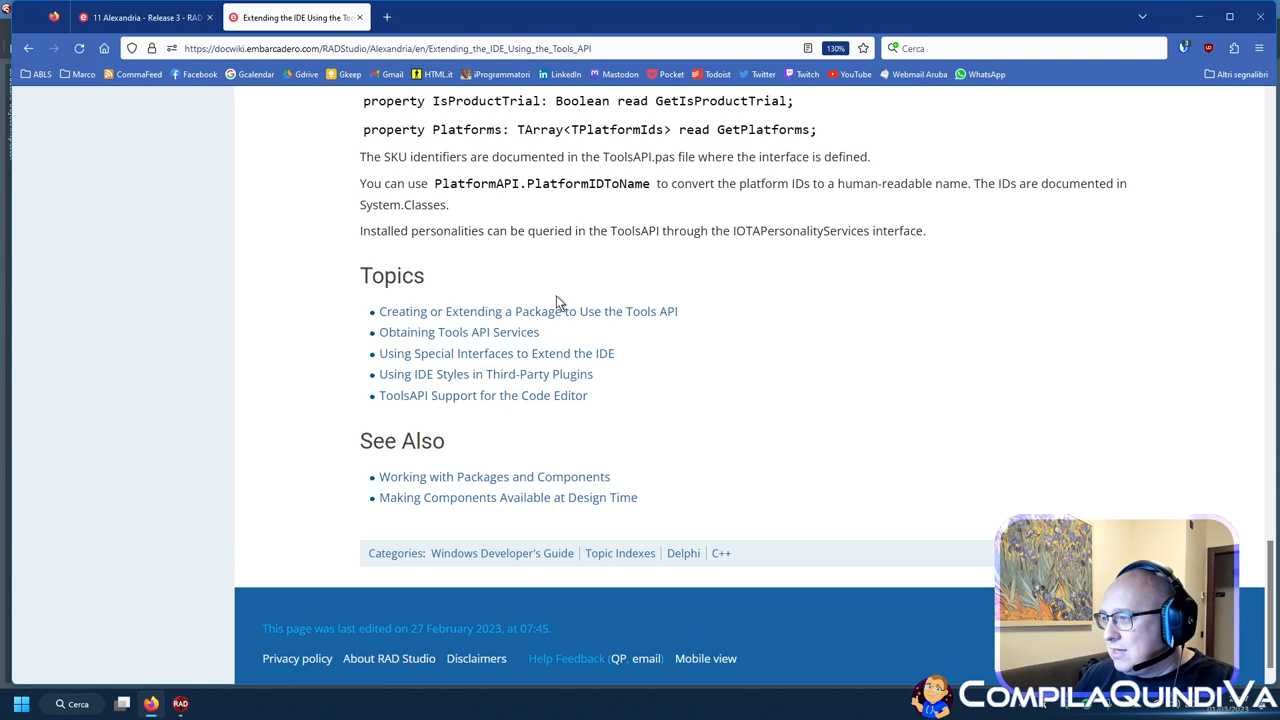 11 Alexandria - Release 3 - RAD
Extending the IDE Using the Too
https://docwiki.embarcadero.com/RADStudio/Alexandria/en/Extending_the_IDE_Using_the_Tools_API
130%
Cerca
ABLS
Marco
CommaFeed
Facebook
Gcalendar
Gdrive
Gkeep
Gmail
HTML.it
iProgrammatori
LinkedIn
Mastodon
Pocket
Todoist
Twitter
Twitch
YouTube
Webmail Aruba
WhatsApp
Altri segnalibri
property IsProductTrial: Boolean read GetIsProductTrial;
property Platforms: TArray<TPlatformIds> read GetPlatforms;
The SKU identifiers are documented in the ToolsAPI.pas file where the interface is defined.
You can use PlatformAPI.PlatformIDToName to convert the platform IDs to a human-readable name. The IDs are documented in
System.Classes.
Installed personalities can be queried in the ToolsAPI through the IOTAPersonalityServices interface.
Topics
Creating or Extending a Package to Use the Tools API
Obtaining Tools API Services
Using Special Interfaces to Extend the IDE
Using IDE Styles in Third-Party Plugins
ToolsAPI Support for the Code Editor
See Also
Working with Packages and Components
Making Components Available at Design Time
Categories: Windows Developer's Guide | Topic Indexes | Delphi | C++
This page was last edited on 27 February 2023, at 07:45.
Privacy policy About RAD Studio Disclaimers Help Feedback (QP, email) Mobile view
Cerca
RAD
COMPILAQUINDIVA